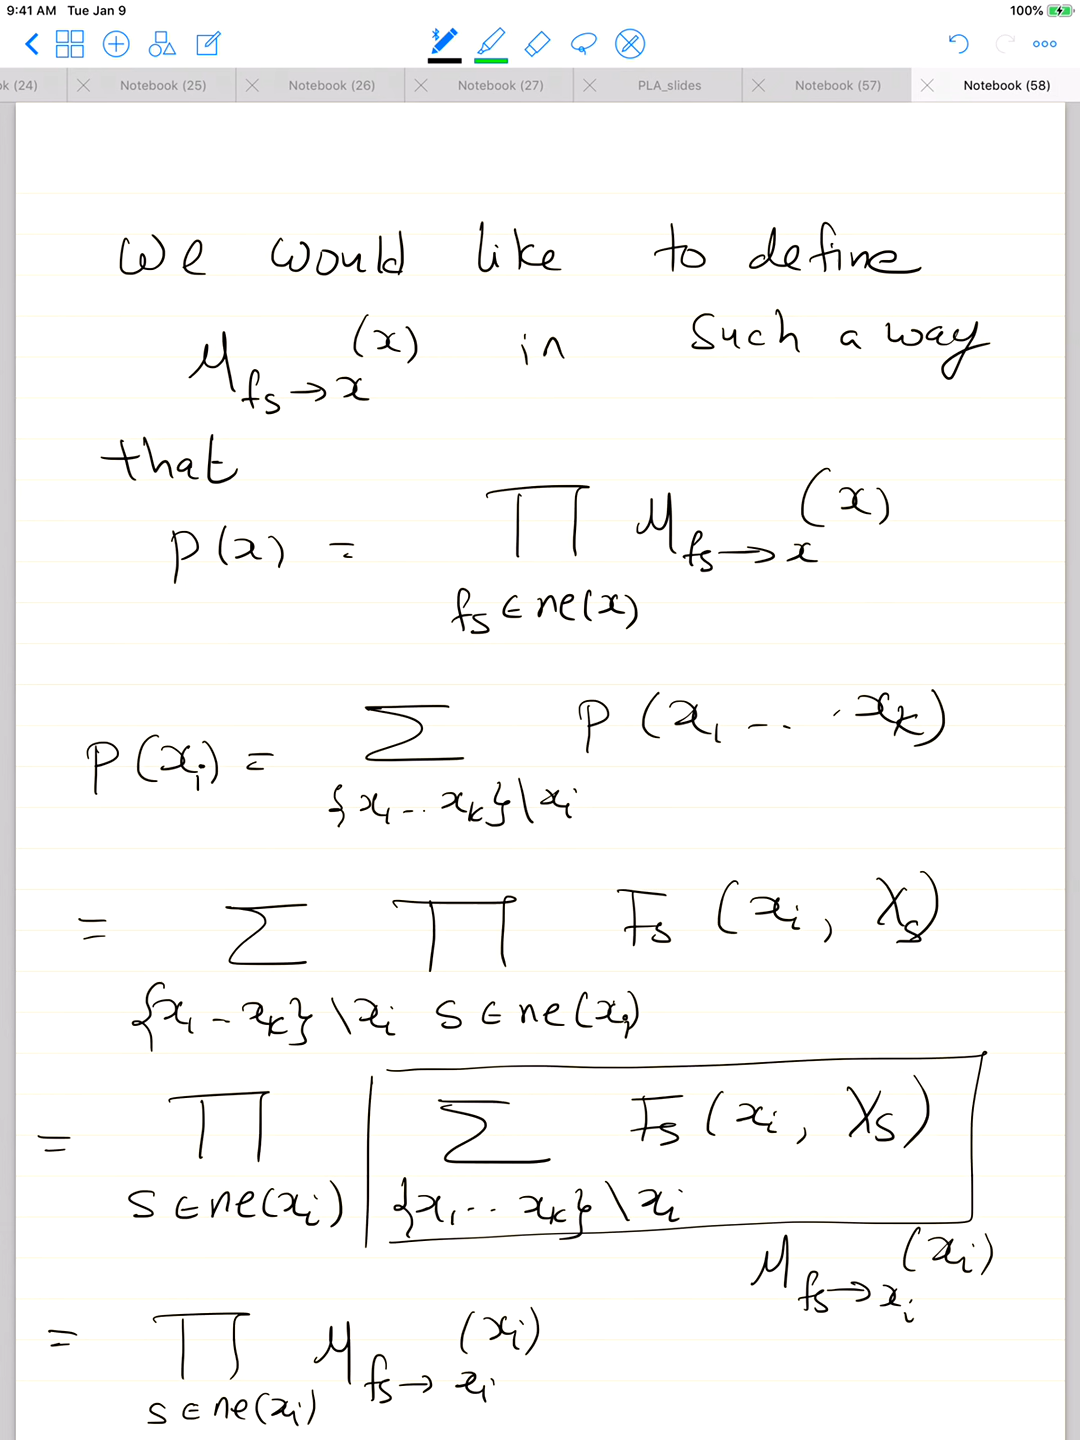 9:41 AM Tue Jan 9 100%
ok (24) Notebook (25) Notebook (26) Notebook (27) PLA_slides Notebook (57) Notebook (58)
We would like to define
μ_{fs→x}(x) in such a way
that
p(x) = ∏_{fs∈ne(x)} μ_{fs→x}(x)
P(x_i) = ∑_{{x_1..x_k}\x_i} P(x_1....x_k)
= ∑_{{x_1-x_k}\x_i} ∏_{s∈ne(x_i)} F_s(x_i, X_s)
= ∏_{s∈ne(x_i)} ∑_{{x_1..x_k}\x_i} F_s(x_i, X_s)
μ_{fs→x_i}(x_i)
= ∏_{s∈ne(x_i)} μ_{fs→x_i}(x_i)